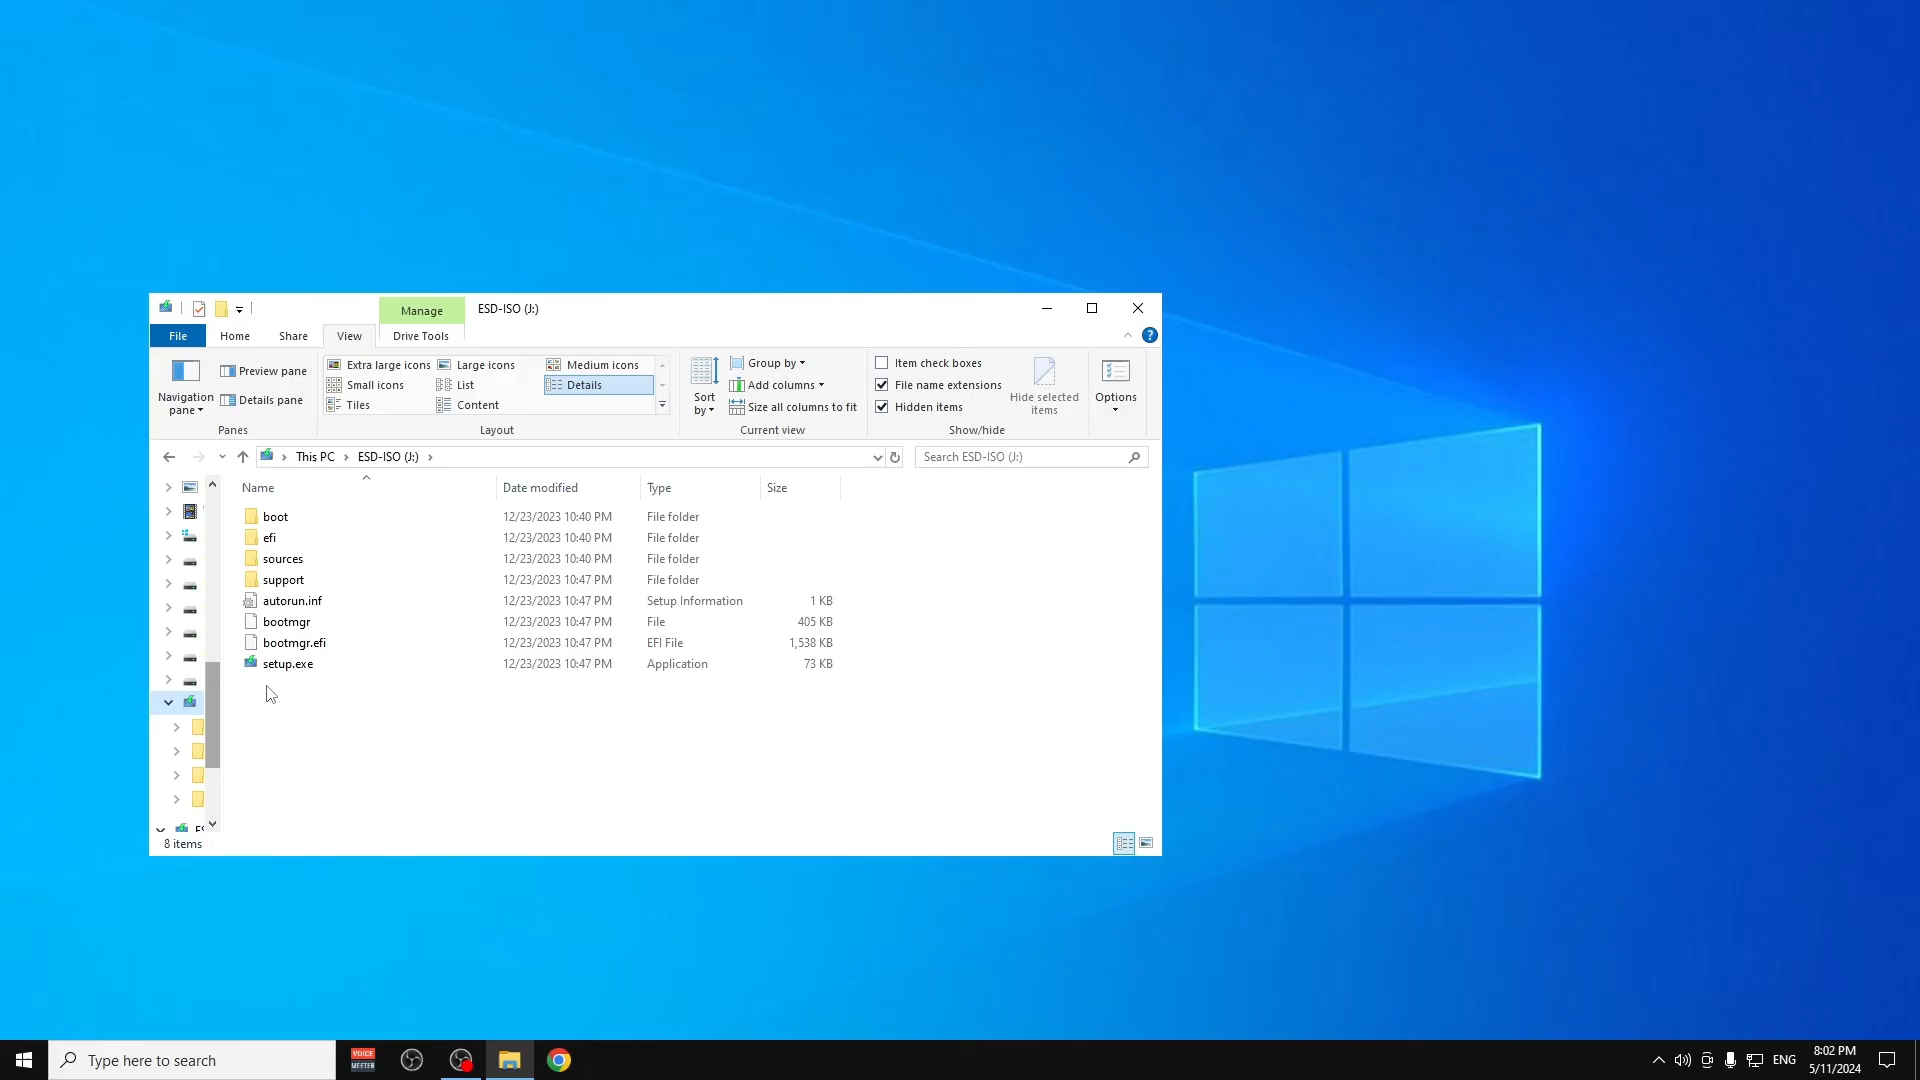 Manage
ESD-ISO (J:)
File
Home
Share
View
Drive Tools
Navigation pane
Preview pane
Details pane
Panes
Extra large icons
Large icons
Medium icons
Small icons
List
Details
Tiles
Content
Layout
Sort by
Group by
Add columns
Size all columns to fit
Current view
Item check boxes
File name extensions
Hidden items
Hide selected items
Show/hide
Options
This PC
ESD-ISO (J:)
Search ESD-ISO (J:)
Name
Date modified
Type
Size
boot 12/23/2023 10:40 PM File folder
efi 12/23/2023 10:40 PM File folder
sources 12/23/2023 10:40 PM File folder
support 12/23/2023 10:47 PM File folder
autorun.inf 12/23/2023 10:47 PM Setup Information 1 KB
bootmgr 12/23/2023 10:47 PM File 405 KB
bootmgr.efi 12/23/2023 10:47 PM EFI File 1,538 KB
setup.exe 12/23/2023 10:47 PM Application 73 KB
8 items
Type here to search
VOICE
MEETER
ENG
8:02 PM
5/11/2024